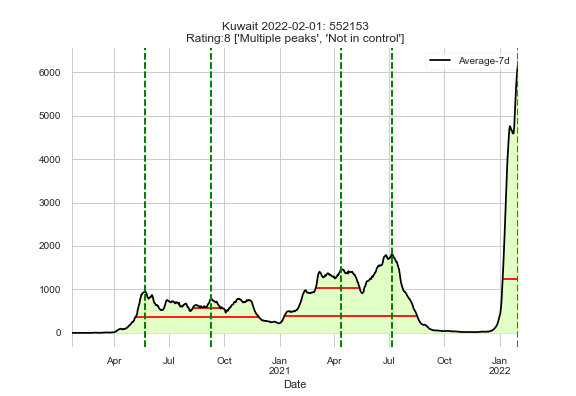 Kuwait 2022-02-01: 552153
Rating:8 ['Multiple peaks', 'Not in control']
Average-7d
6000
5000
4000
3000
2000
1000
0
Apr Jul Oct Jan Apr Jul Oct Jan
2021 2022
Date